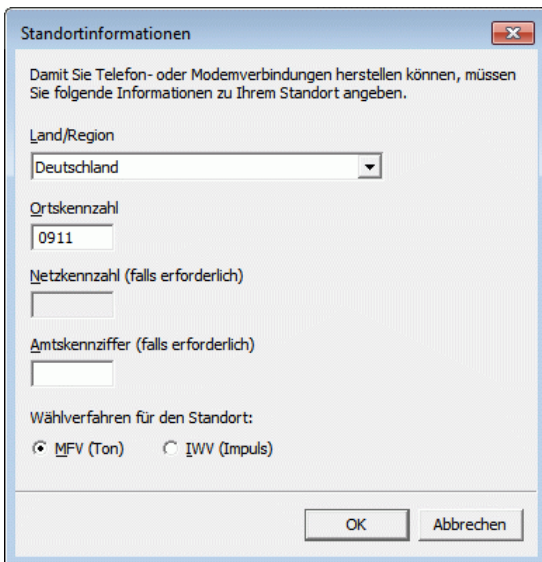 Standortinformationen
Damit Sie Telefon- oder Modemverbindungen herstellen können, müssen
Sie folgende Informationen zu Ihrem Standort angeben.
Land/Region
Deutschland
Ortskennzahl
0911
Netzkennzahl (falls erforderlich)
Amtskennziffer (falls erforderlich)
Wählverfahren für den Standort:
MFV (Ton) IWV (Impuls)
OK Abbrechen